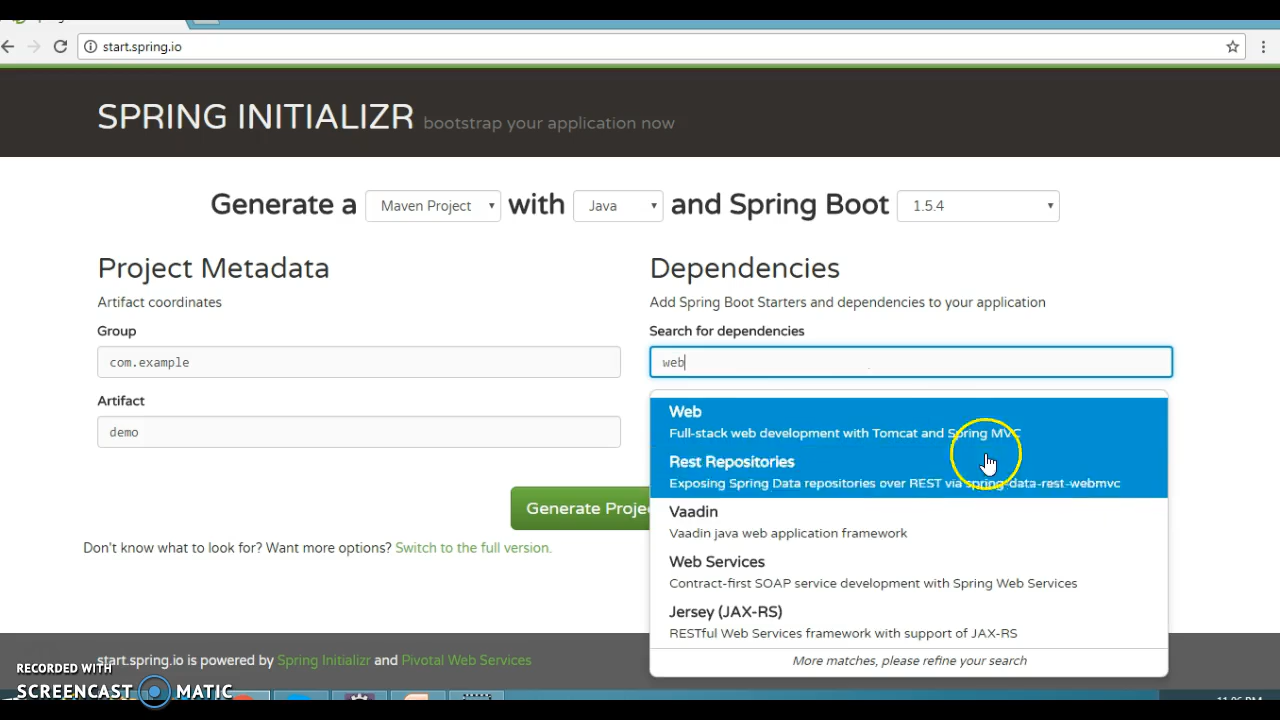 start.spring.io
SPRING INITIALIZR bootstrap your application now
Generate a Maven Project with Java and Spring Boot 1.5.4
Project Metadata
Artifact coordinates
Group
com.example
Artifact
demo
Dependencies
Add Spring Boot Starters and dependencies to your application
Search for dependencies
web
Web
Full-stack web development with Tomcat and Spring MVC
Rest Repositories
Exposing Spring Data repositories over REST via spring-data-rest-webmvc
Vaadin
Vaadin java web application framework
Web Services
Contract-first SOAP service development with Spring Web Services
Jersey (JAX-RS)
RESTful Web Services framework with support of JAX-RS
More matches, please refine your search
Generate
Don't know what to look for? Want more options? Switch to the full version.
start.spring.io is powered by Spring Initializr and Pivotal Web Services
RECORDED WITH
SCREENCAST MATIC